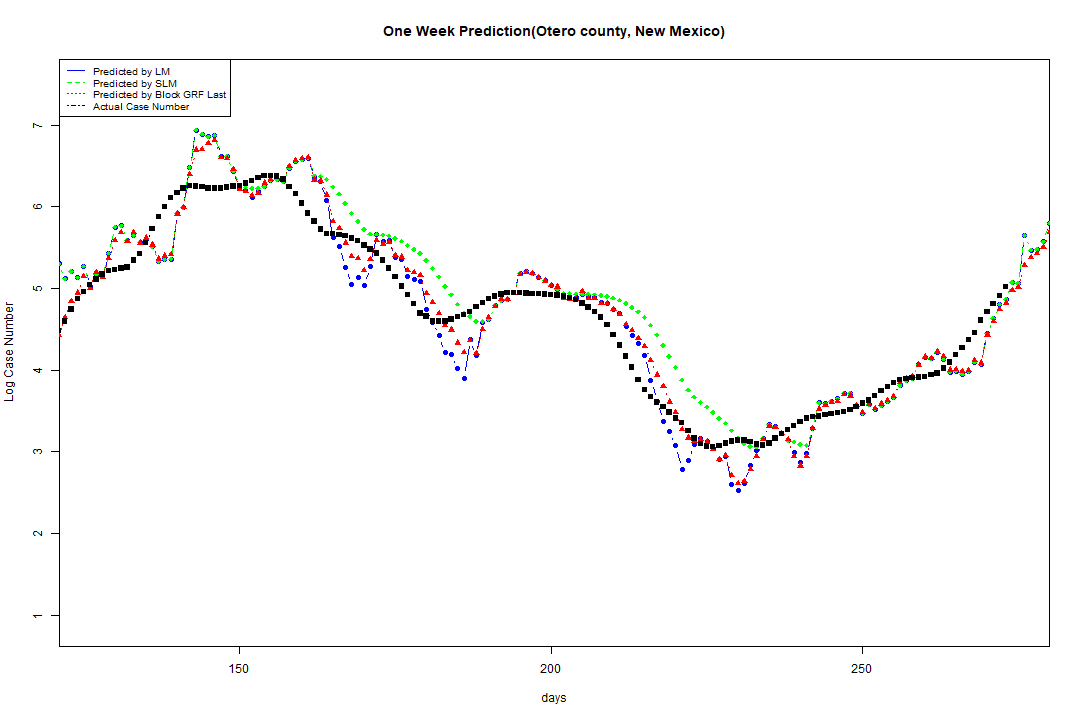 One Week Prediction(Otero county, New Mexico)
Predicted by LM
Predicted by SLM
Predicted by Block GRF Last
Actual Case Number
7
6
5
4
3
2
1
Log Case Number
150 200 250
days